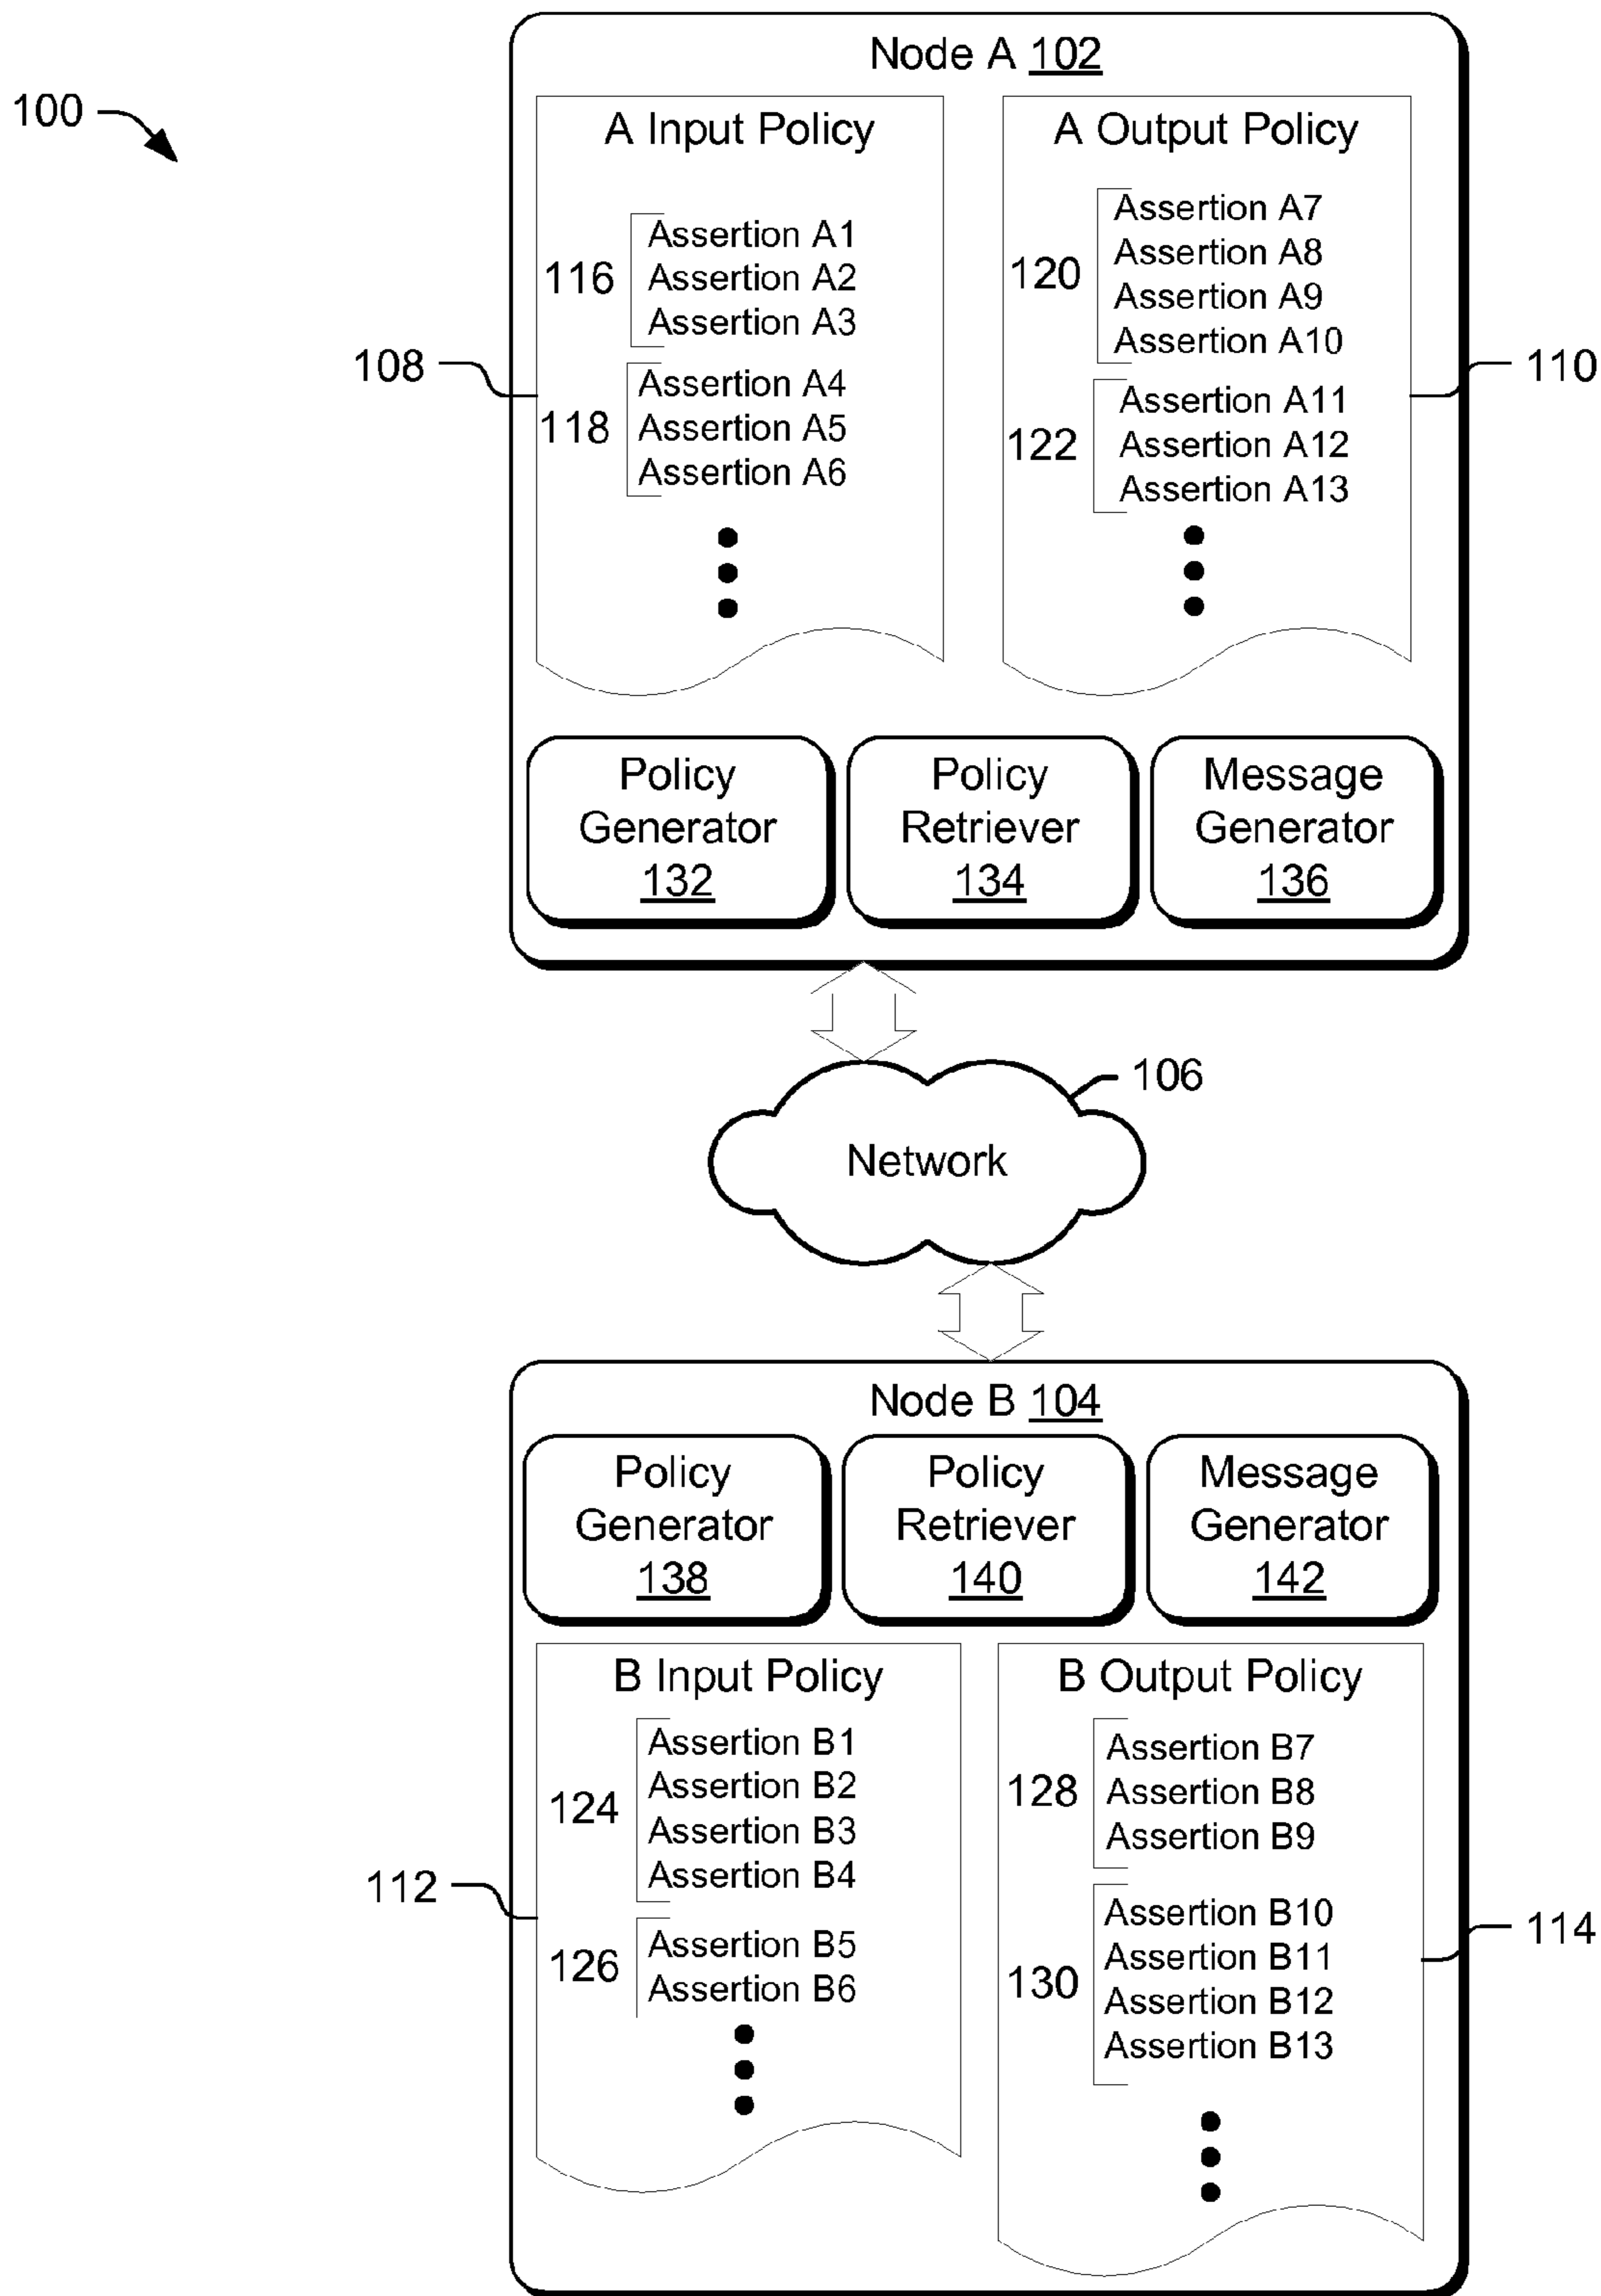 100
Node A 102
A Input Policy
116
Assertion A1
Assertion A2
Assertion A3
108
118
Assertion A4
Assertion A5
Assertion A6
A Output Policy
120
Assertion A7
Assertion A8
Assertion A9
Assertion A10
110
122
Assertion A11
Assertion A12
Assertion A13
Policy
Generator
132
Policy
Retriever
134
Message
Generator
136
106
Network
Node B 104
Policy
Generator
138
Policy
Retriever
140
Message
Generator
142
B Input Policy
124
Assertion B1
Assertion B2
Assertion B3
Assertion B4
112
126
Assertion B5
Assertion B6
B Output Policy
128
Assertion B7
Assertion B8
Assertion B9
130
Assertion B10
Assertion B11
Assertion B12
Assertion B13
114